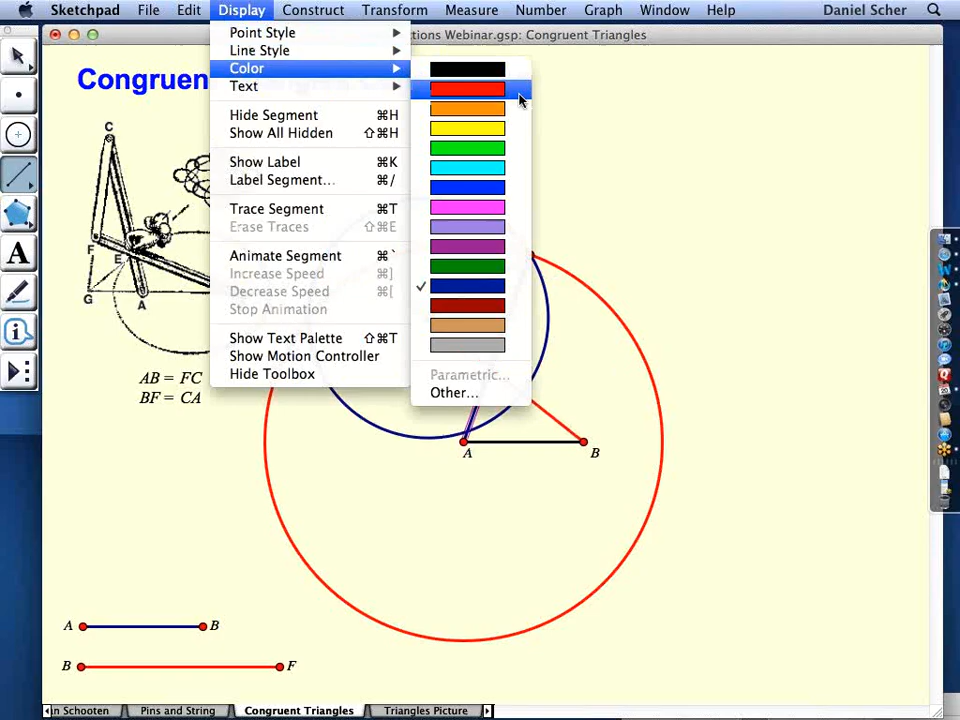 Sketchpad File Edit Display Construct Transform Measure Number Graph Window Help Daniel Scher
ctions Webinar.gsp: Congruent Triangles
Congruen
Point Style
Line Style
Color
Text
Hide Segment ⌘H
Show All Hidden ⇧⌘H
Show Label ⌘K
Label Segment... ⌘/
Trace Segment ⌘T
Erase Traces ⇧⌘E
Animate Segment ⌘`
Increase Speed ⌘]
Decrease Speed ⌘[
Stop Animation
Show Text Palette ⇧⌘T
Show Motion Controller
Hide Toolbox
Parametric...
Other...
A
C
F
E
G
A
AB = FC
BF = CA
A
B
A B
B F
an Schooten Pins and String Congruent Triangles Triangles Picture